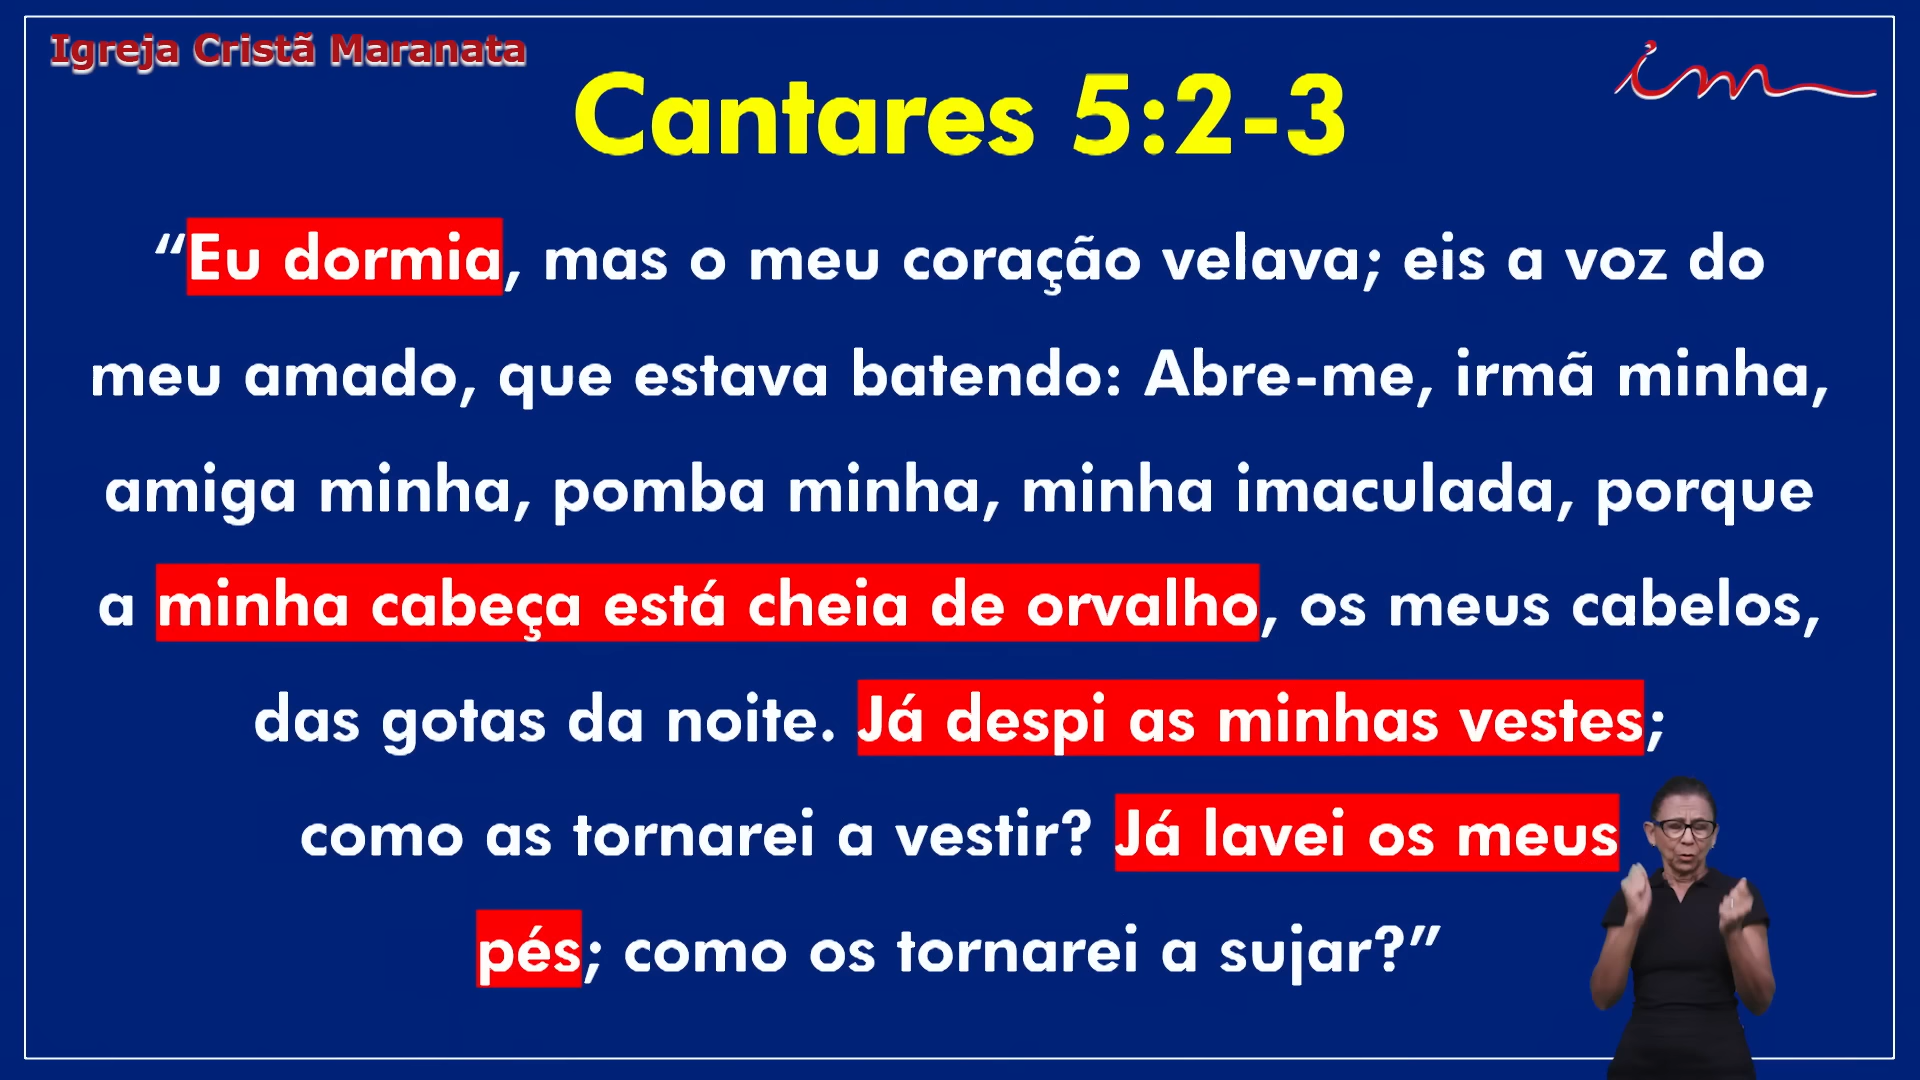 Igreja Cristã Maranata
im
Cantares 5:2-3
“Eu dormia, mas o meu coração velava; eis a voz do
meu amado, que estava batendo: Abre-me, irmã minha,
amiga minha, pomba minha, minha imaculada, porque
a minha cabeça está cheia de orvalho, os meus cabelos,
das gotas da noite. Já despi as minhas vestes;
como as tornarei a vestir? Já lavei os meus
pés; como os tornarei a sujar?”